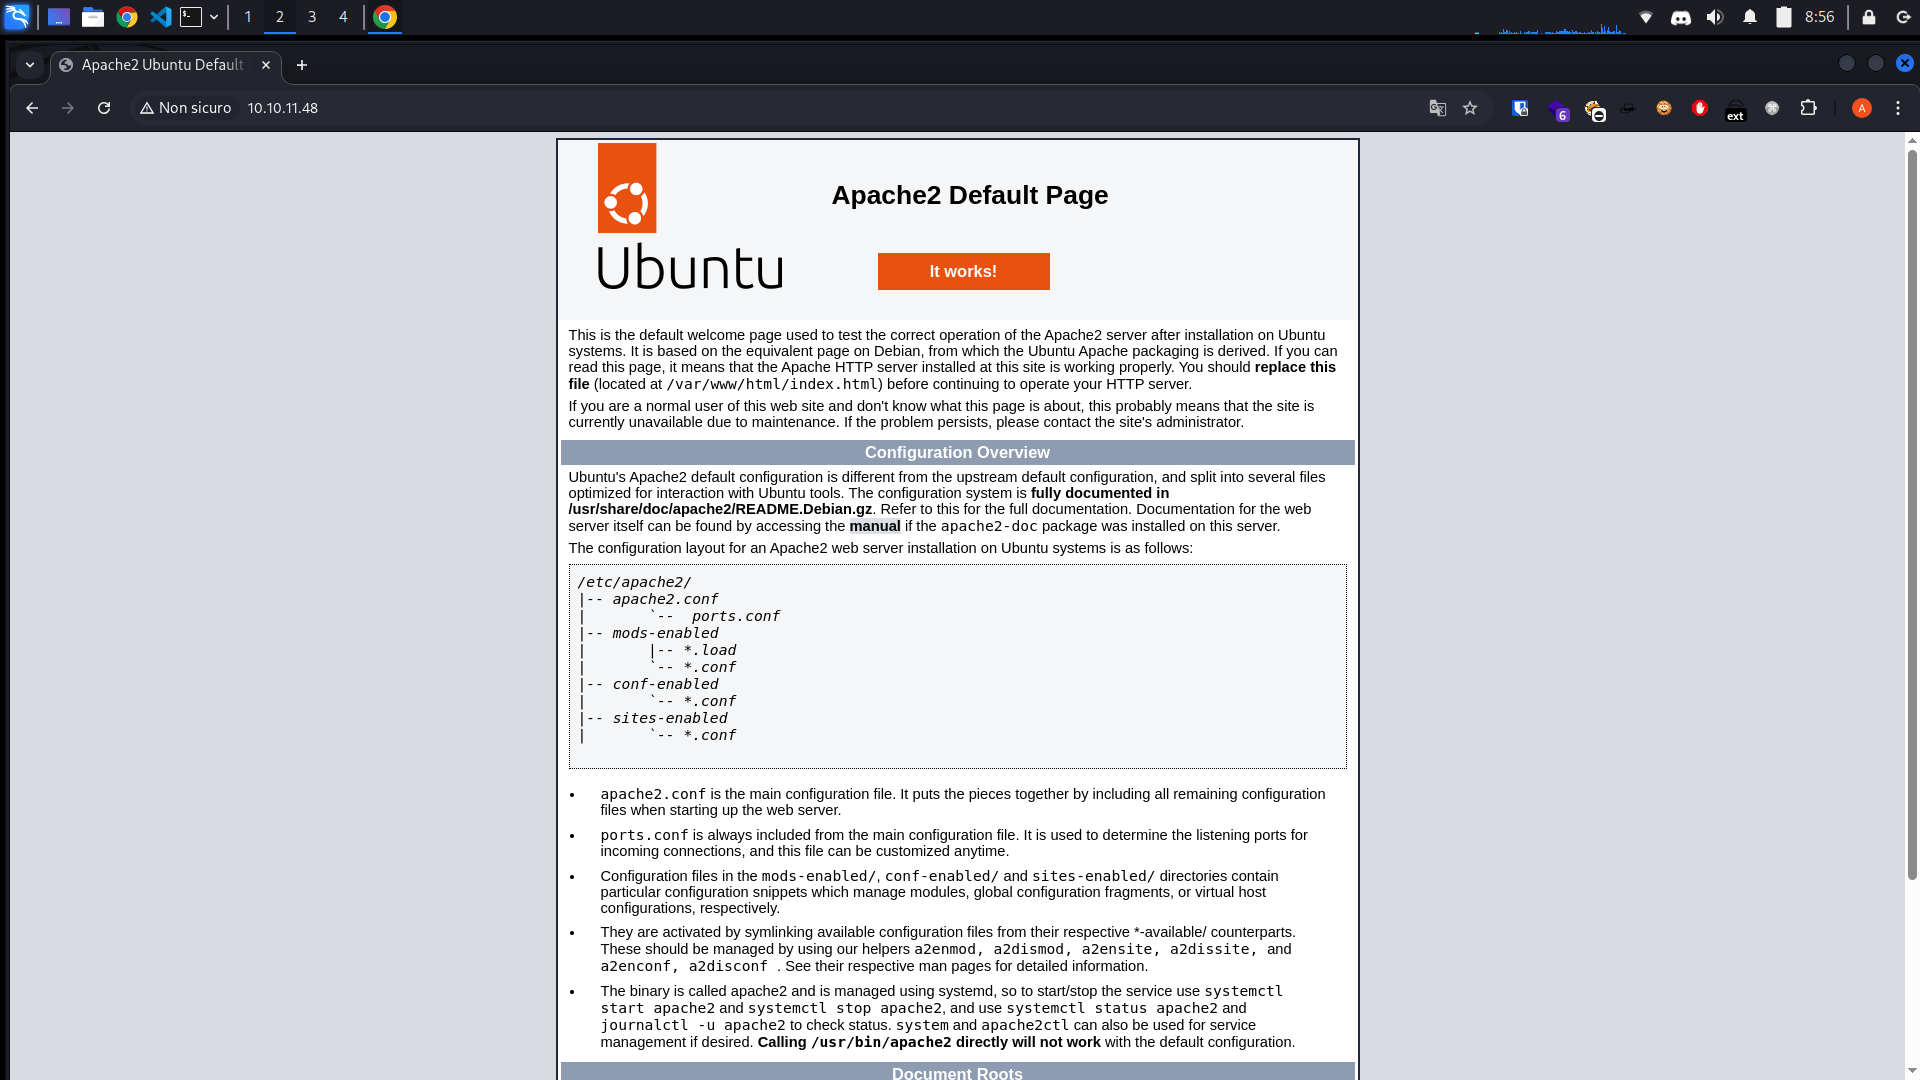 1 2 3 4
8:56
Apache2 Ubuntu Default
Non sicuro 10.10.11.48
6
ext
A
Ubuntu
Apache2 Default Page
It works!
This is the default welcome page used to test the correct operation of the Apache2 server after installation on Ubuntu
systems. It is based on the equivalent page on Debian, from which the Ubuntu Apache packaging is derived. If you can
read this page, it means that the Apache HTTP server installed at this site is working properly. You should replace this
file (located at /var/www/html/index.html) before continuing to operate your HTTP server.
If you are a normal user of this web site and don't know what this page is about, this probably means that the site is
currently unavailable due to maintenance. If the problem persists, please contact the site's administrator.
Configuration Overview
Ubuntu's Apache2 default configuration is different from the upstream default configuration, and split into several files
optimized for interaction with Ubuntu tools. The configuration system is fully documented in
/usr/share/doc/apache2/README.Debian.gz. Refer to this for the full documentation. Documentation for the web
server itself can be found by accessing the manual if the apache2-doc package was installed on this server.
The configuration layout for an Apache2 web server installation on Ubuntu systems is as follows:
/etc/apache2/
|-- apache2.conf
|       `--  ports.conf
|-- mods-enabled
|       |-- *.load
|       `-- *.conf
|-- conf-enabled
|       `-- *.conf
|-- sites-enabled
|       `-- *.conf
• apache2.conf is the main configuration file. It puts the pieces together by including all remaining configuration
files when starting up the web server.
• ports.conf is always included from the main configuration file. It is used to determine the listening ports for
incoming connections, and this file can be customized anytime.
• Configuration files in the mods-enabled/, conf-enabled/ and sites-enabled/ directories contain
particular configuration snippets which manage modules, global configuration fragments, or virtual host
configurations, respectively.
• They are activated by symlinking available configuration files from their respective *-available/ counterparts.
These should be managed by using our helpers a2enmod, a2dismod, a2ensite, a2dissite, and
a2enconf, a2disconf . See their respective man pages for detailed information.
• The binary is called apache2 and is managed using systemd, so to start/stop the service use systemctl
start apache2 and systemctl stop apache2, and use systemctl status apache2 and
journalctl -u apache2 to check status. system and apache2ctl can also be used for service
management if desired. Calling /usr/bin/apache2 directly will not work with the default configuration.
Document Roots